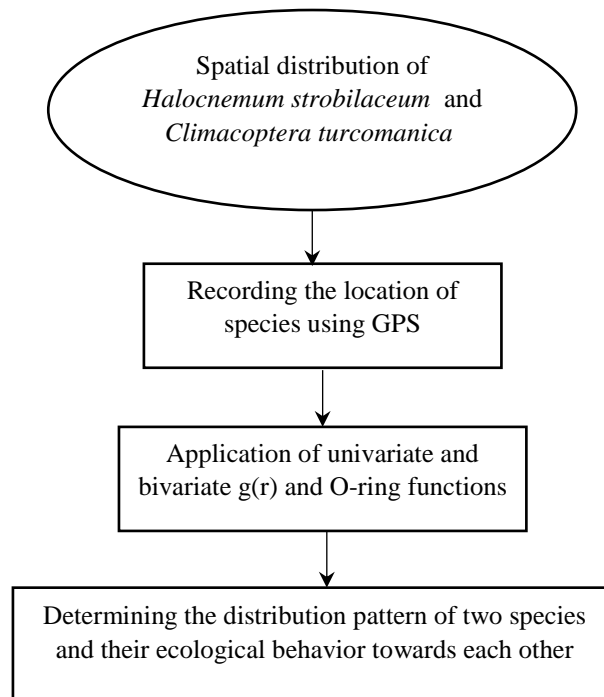 Spatial distribution of
Halocnemum strobilaceum and
Climacoptera turcomanica
Recording the location of
species using GPS
Application of univariate and
bivariate g(r) and O-ring functions
Determining the distribution pattern of two species
and their ecological behavior towards each other